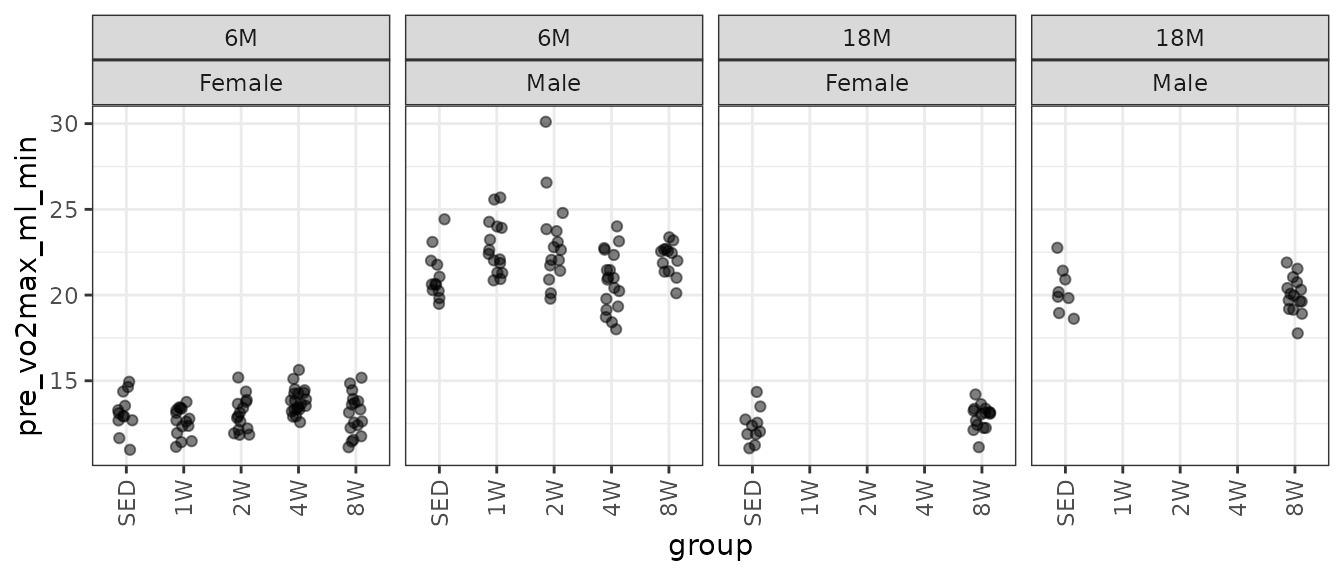 6M 6M 18M 18M
Female Male Female Male
30
25
20
15
pre_vo2max_ml_min
SED 1W 2W 4W 8W SED 1W 2W 4W 8W SED 1W 2W 4W 8W SED 1W 2W 4W 8W
group